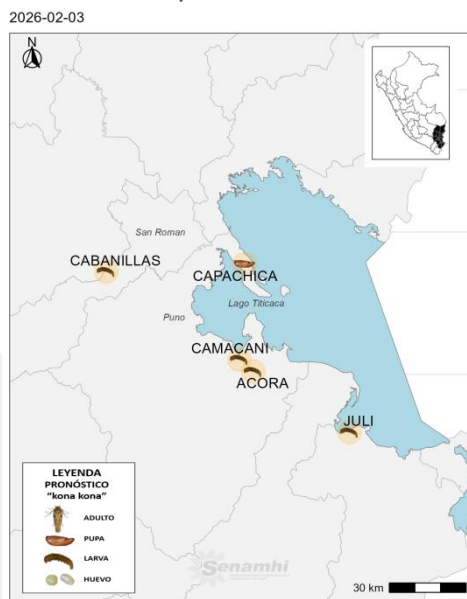 2026-02-03
N
San Roman
CABANILLAS
CAPACHICA
Lago Titicaca
Puno
CAMACANI
ACORA
JULI
LEYENDA
PRONÓSTICO
"kona kona"
ADULTO
PUPA
LARVA
HUEVO
Senamhi
30 km